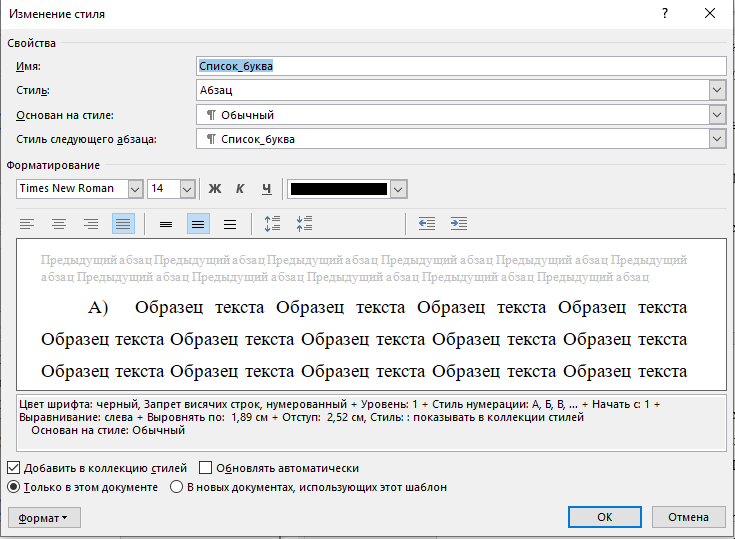 Изменение стиля
Свойства
Имя: Список_буква
Стиль: Абзац
Основан на стиле: ¶ Обычный
Стиль следующего абзаца: ¶ Список_буква
Форматирование
Times New Roman 14 Ж К Ч
Предыдущий абзац Предыдущий абзац Предыдущий абзац Предыдущий абзац Предыдущий абзац Предыдущий
абзац Предыдущий абзац Предыдущий абзац Предыдущий абзац Предыдущий абзац Предыдущий абзац
А) Образец текста Образец текста Образец текста Образец текста
Образец текста Образец текста Образец текста Образец текста Образец текста
Образец текста Образец текста Образец текста Образец текста Образец текста
Цвет шрифта: черный, Запрет висячих строк, нумерованный + Уровень: 1 + Стиль нумерации: А, Б, В, … + Начать с: 1 +
Выравнивание: слева + Выровнять по: 1,89 см + Отступ: 2,52 см, Стиль: : показывать в коллекции стилей
Основан на стиле: Обычный
Добавить в коллекцию стилей Обновлять автоматически
Только в этом документе В новых документах, использующих этот шаблон
Формат ОК Отмена